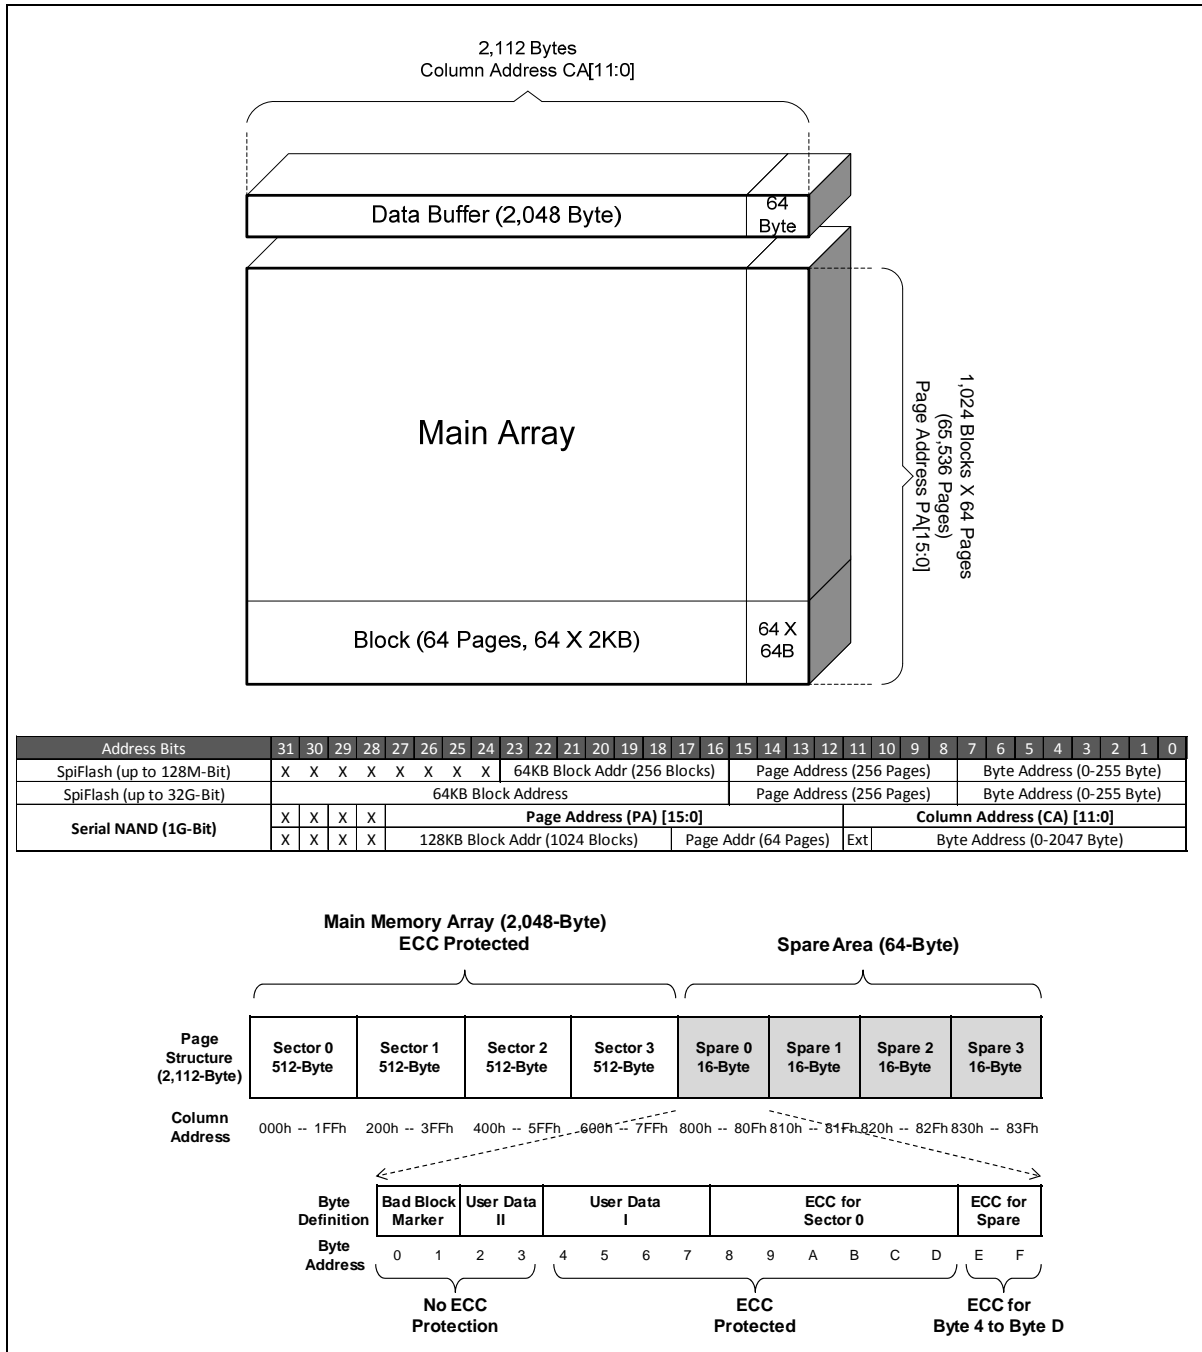 2,112 Bytes
Column Address CA[11:0]
Data Buffer (2,048 Byte)
64
Byte
Main Array
1,024 Blocks X 64 Pages
(65,536 Pages)
Page Address PA[15:0]
Block (64 Pages, 64 X 2KB)
64 X
64B
Address Bits 31 30 29 28 27 26 25 24 23 22 21 20 19 18 17 16 15 14 13 12 11 10 9 8 7 6 5 4 3 2 1 0
SpiFlash (up to 128M-Bit) X X X X X X X X 64KB Block Addr (256 Blocks) Page Address (256 Pages) Byte Address (0-255 Byte)
SpiFlash (up to 32G-Bit) 64KB Block Address Page Address (256 Pages) Byte Address (0-255 Byte)
Serial NAND (1G-Bit) X X X X Page Address (PA) [15:0] Column Address (CA) [11:0]
X X X X 128KB Block Addr (1024 Blocks) Page Addr (64 Pages) Ext Byte Address (0-2047 Byte)
Main Memory Array (2,048-Byte)
ECC Protected
Spare Area (64-Byte)
Page
Structure
(2,112-Byte)
Sector 0
512-Byte
Sector 1
512-Byte
Sector 2
512-Byte
Sector 3
512-Byte
Spare 0
16-Byte
Spare 1
16-Byte
Spare 2
16-Byte
Spare 3
16-Byte
Column
Address
000h -- 1FFh 200h -- 3FFh 400h -- 5FFh 600h -- 7FFh 800h -- 80Fh 810h -- 81Fh 820h -- 82Fh 830h -- 83Fh
Byte
Definition
Bad Block
Marker
User Data
II
User Data
I
ECC for
Sector 0
ECC for
Spare
Byte
Address
0 1 2 3 4 5 6 7 8 9 A B C D E F
No ECC
Protection
ECC
Protected
ECC for
Byte 4 to Byte D